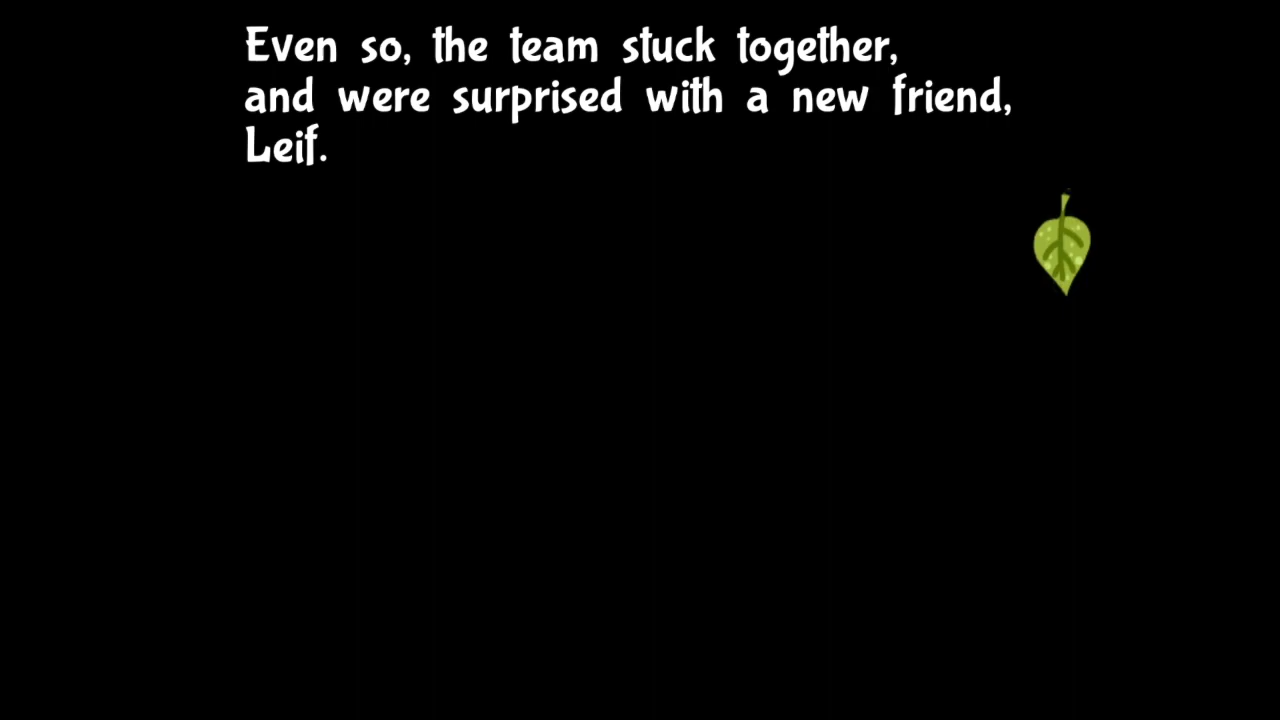 Even so, the team stuck together,
and were surprised with a new friend,
Leif.